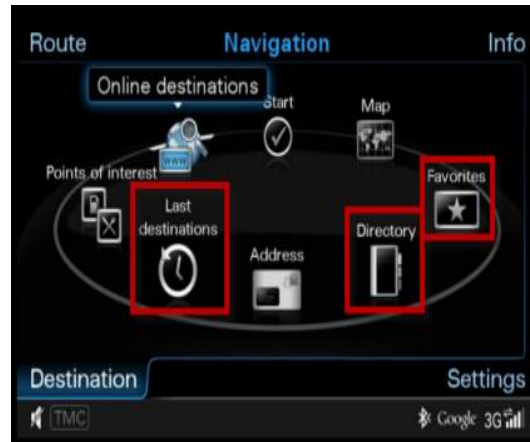 Route Navigation Info
Online destinations
Start
Map
www
Points of interest
Favorites
Last
destinations
Directory
Address
Destination
Settings
TMC
Google 3G